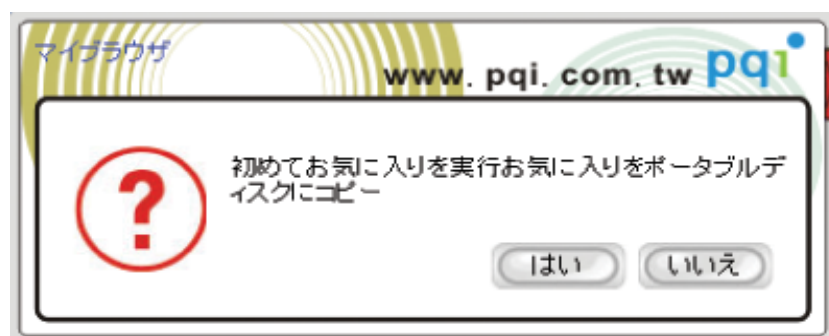 マイブラウザ
www. pqi. com. tw pqi
?
初めてお気に入りを実行お気に入りをポータブルデ
ィスクにコピー
はい いいえ